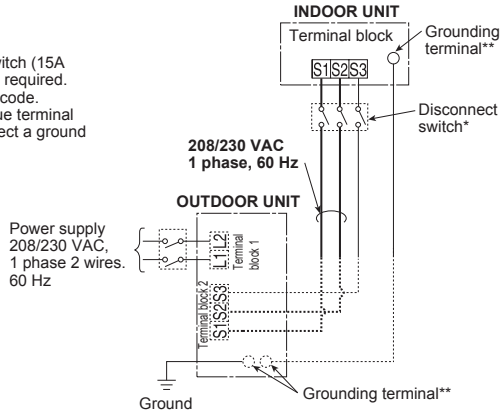 INDOOR UNIT
Terminal block
S1 S2 S3
Grounding
terminal**
itch (15A
required.
code.
ue terminal
ect a ground
Disconnect
switch*
208/230 VAC
1 phase, 60 Hz
OUTDOOR UNIT
Power supply
208/230 VAC,
1 phase 2 wires.
60 Hz
L1 L2
Terminal
block 1
Terminal block 2
S1 S2 S3
Grounding terminal**
Ground